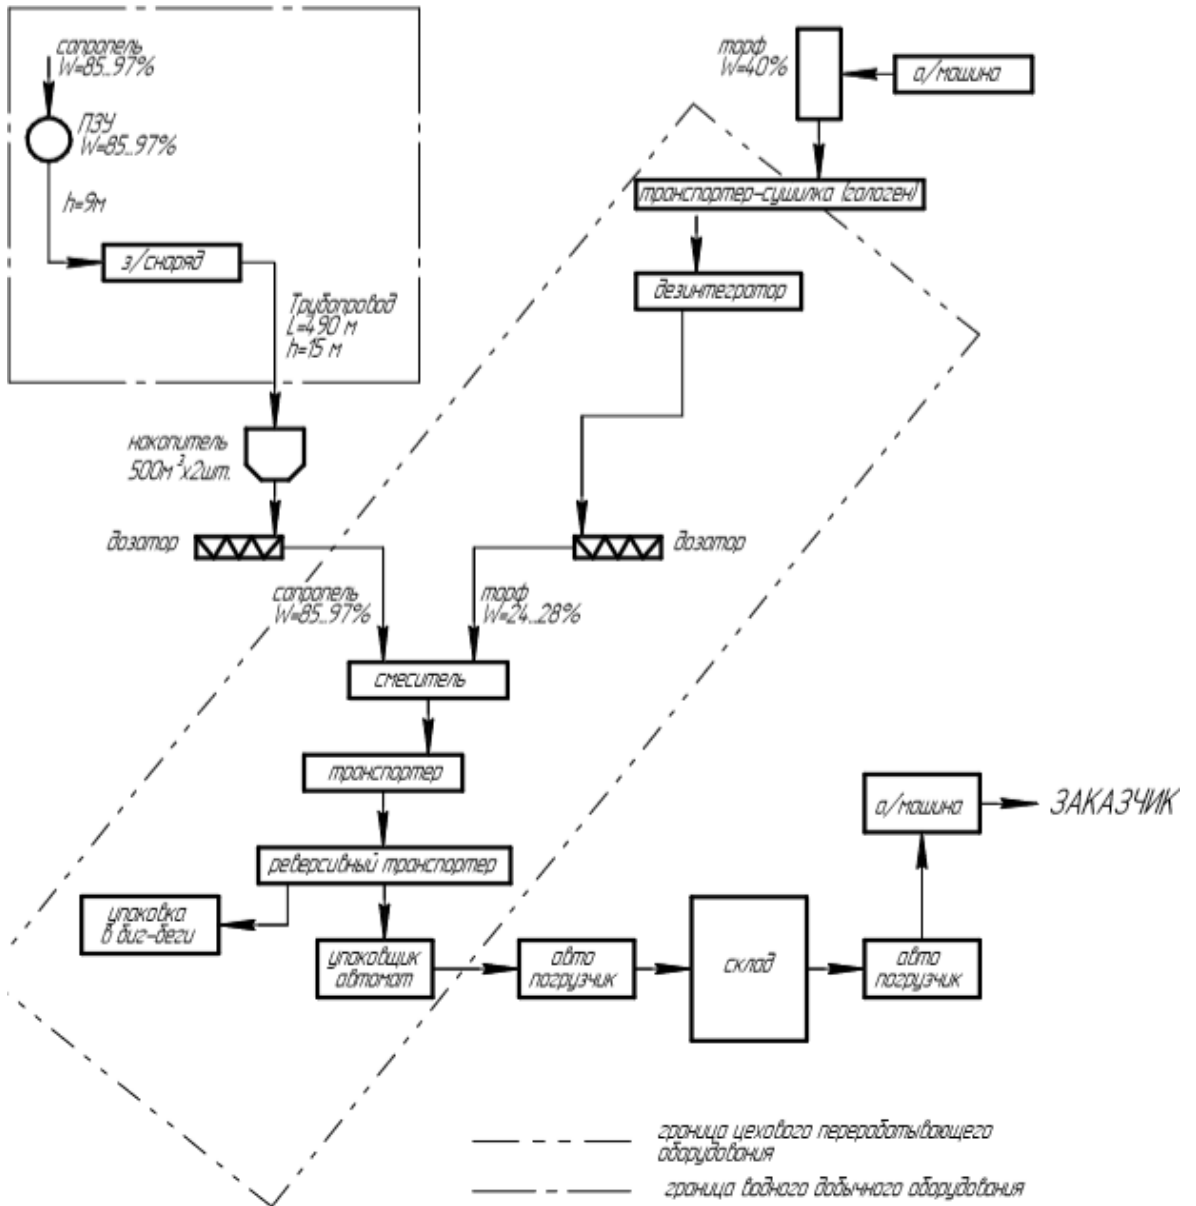 сапропель
W=85...97%
ПЗУ
W=85...97%
h=9м
з/снаряд
Трубопровод
L=490 м
h=15 м
накопитель
500м³х2шт.
дозатор
сапропель
W=85...97%
торф
W=40%
а/машина
транспортер-сушилка (галоген)
дезинтегратор
дозатор
торф
W=24...28%
смеситель
транспортер
реверсивный транспортер
упаковка
в биг-беги
упаковщик
автомат
авто
погрузчик
склад
авто
погрузчик
а/машина
ЗАКАЗЧИК
граница цехового перерабатывающего
оборудования
граница водного добычного оборудования